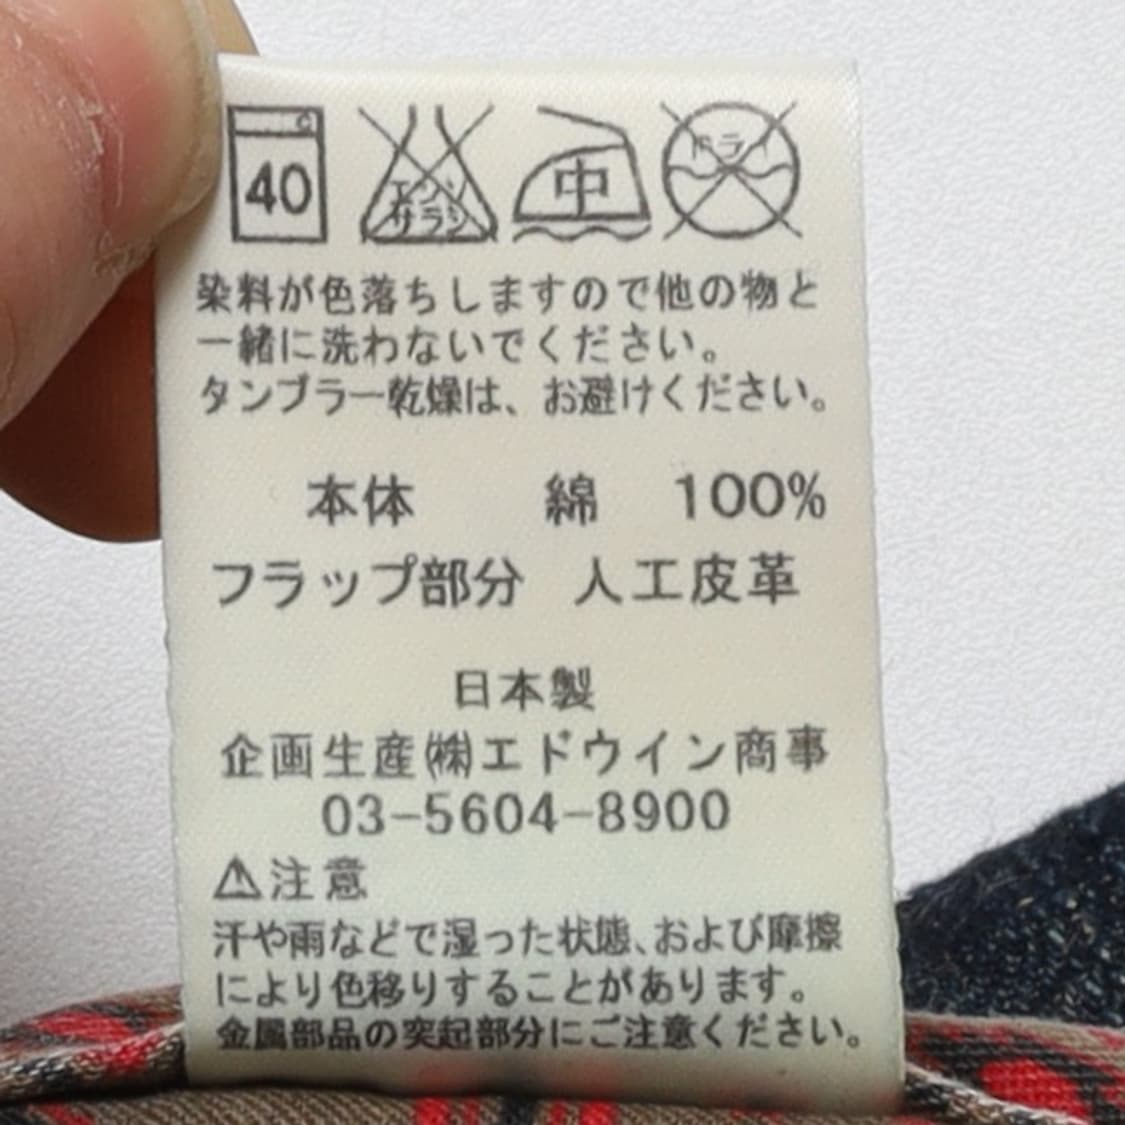 40
エンソ
サラシ
中
ドライ
染料が色落ちしますので他の物と
一緒に洗わないでください。
タンブラー乾燥は、お避けください。
本体 綿 100%
フラップ部分 人工皮革
日本製
企画生産㈱エドウイン商事
03-5604-8900
⚠注意
汗や雨などで湿った状態、および摩擦
により色移りすることがあります。
金属部品の突起部分にご注意ください。